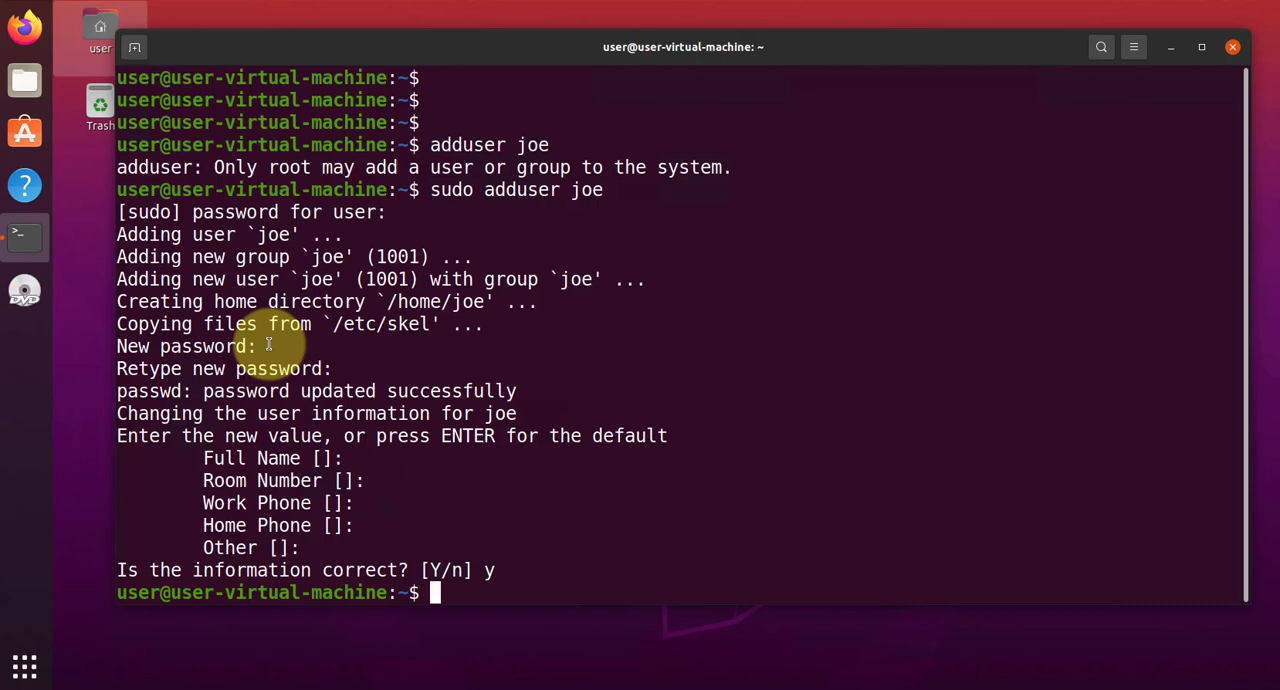 user
Trash
DVD
user@user-virtual-machine: ~
user@user-virtual-machine:~$
user@user-virtual-machine:~$
user@user-virtual-machine:~$
user@user-virtual-machine:~$ adduser joe
adduser: Only root may add a user or group to the system.
user@user-virtual-machine:~$ sudo adduser joe
[sudo] password for user:
Adding user `joe' ...
Adding new group `joe' (1001) ...
Adding new user `joe' (1001) with group `joe' ...
Creating home directory `/home/joe' ...
Copying files from `/etc/skel' ...
New password:
Retype new password:
passwd: password updated successfully
Changing the user information for joe
Enter the new value, or press ENTER for the default
Full Name []:
Room Number []:
Work Phone []:
Home Phone []:
Other []:
Is the information correct? [Y/n] y
user@user-virtual-machine:~$